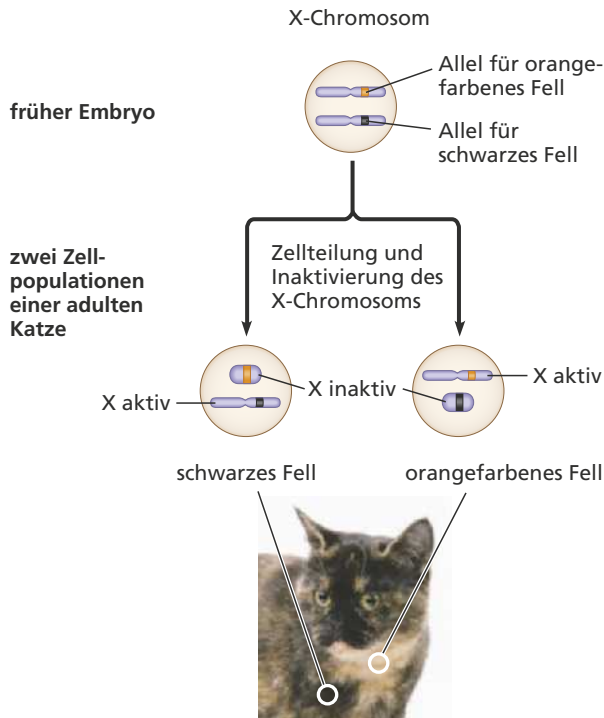 X-Chromosom
Allel für orange-
farbenes Fell
früher Embryo
Allel für
schwarzes Fell
zwei Zell-
populationen
einer adulten
Katze
Zellteilung und
Inaktivierung des
X-Chromosoms
X aktiv
X inaktiv
X aktiv
schwarzes Fell
orangefarbenes Fell